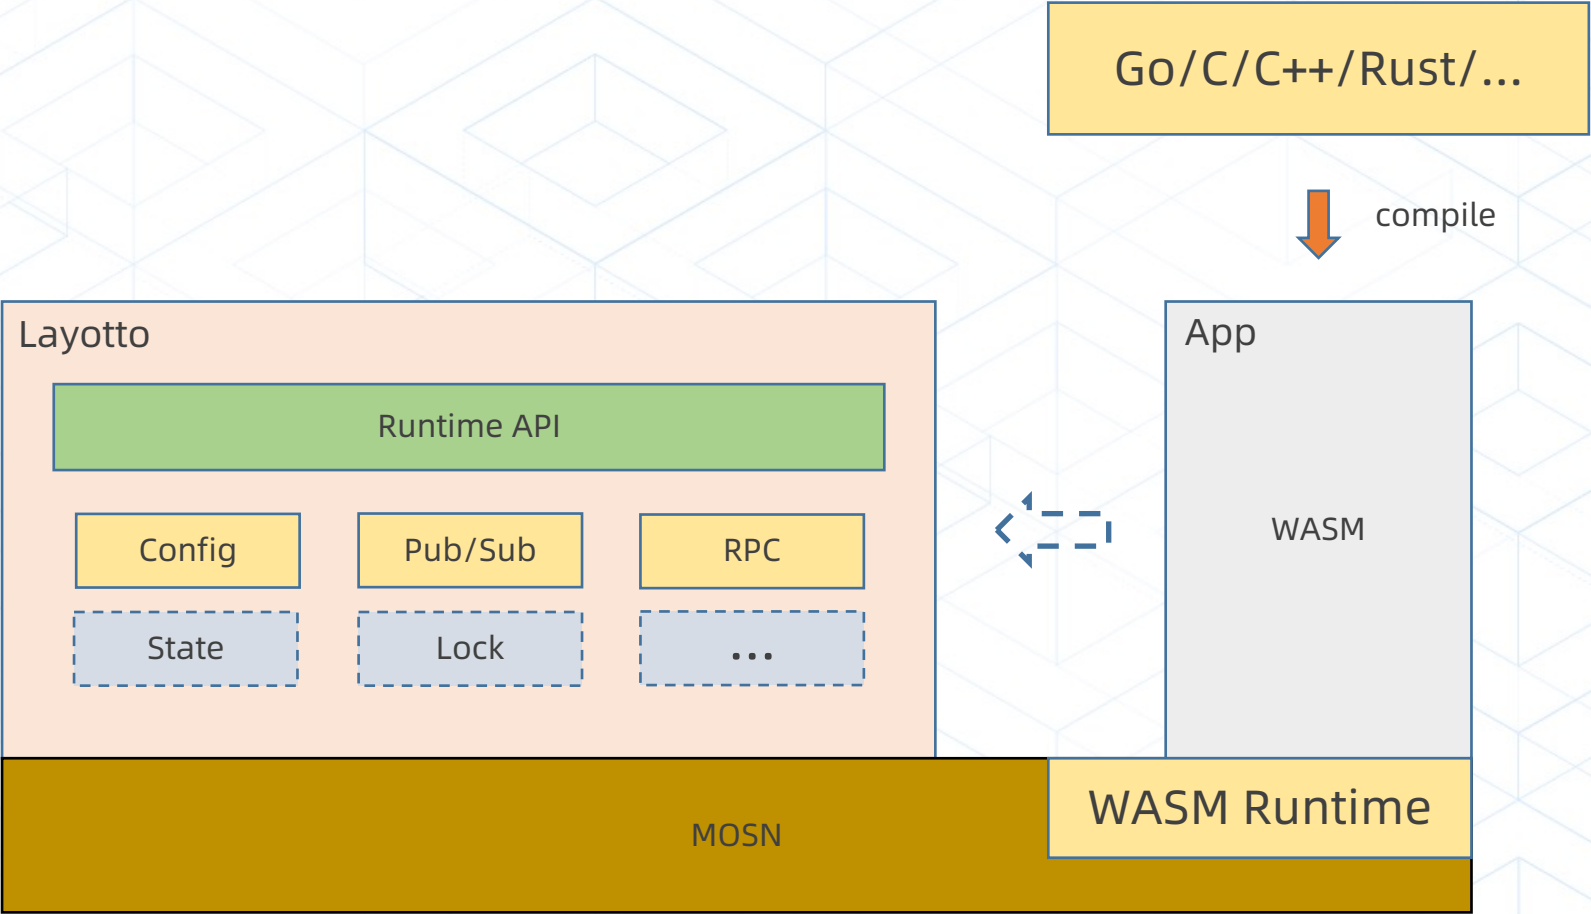 Go/C/C++/Rust/...
compile
Layotto
Runtime API
Config
Pub/Sub
RPC
State
Lock
...
App
WASM
WASM Runtime
MOSN